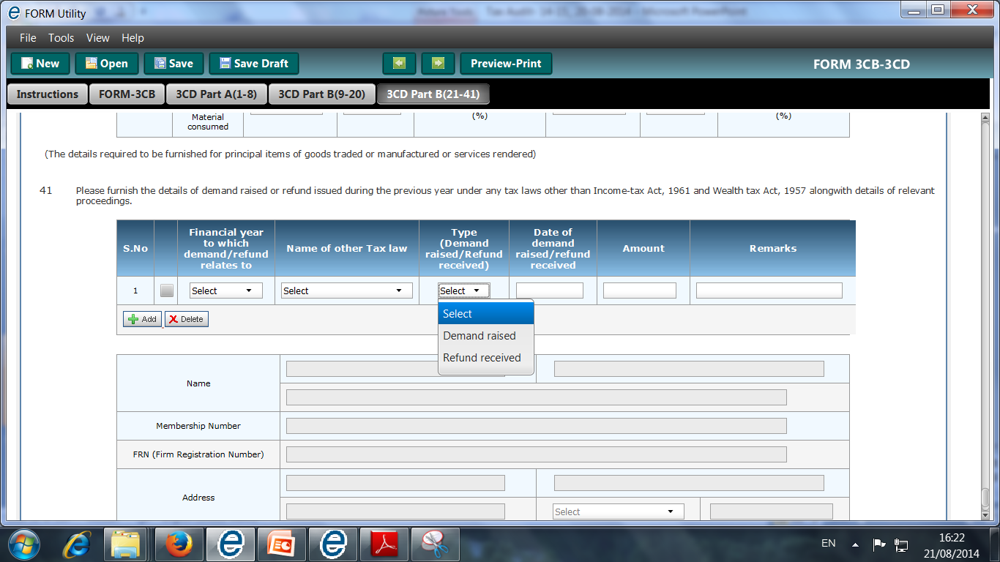 FORM Utility
File Tools View Help
New Open Save Save Draft Preview-Print FORM 3CB-3CD
Instructions FORM-3CB 3CD Part A(1-8) 3CD Part B(9-20) 3CD Part B(21-41)
Material
consumed
(%) (%)
(The details required to be furnished for principal items of goods traded or manufactured or services rendered)
41 Please furnish the details of demand raised or refund issued during the previous year under any tax laws other than Income-tax Act, 1961 and Wealth tax Act, 1957 alongwith details of relevant
proceedings.
S.No
Financial year
to which
demand/refund
relates to
Name of other Tax law
Type
(Demand
raised/Refund
received)
Date of
demand
raised/refund
received
Amount
Remarks
1 Select Select Select
Select
Demand raised
Refund received
Add Delete
Name
Membership Number
FRN (Firm Registration Number)
Address
Select
EN
16:22
21/08/2014